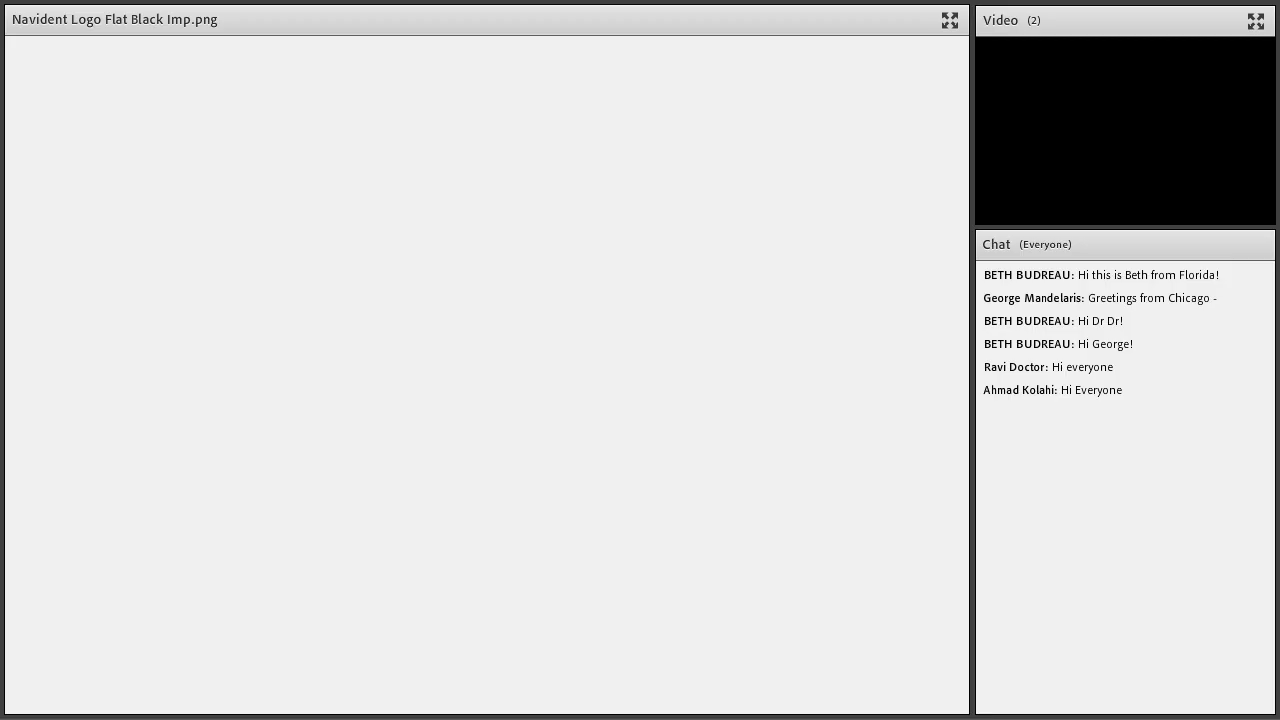 Navident Logo Flat Black Imp.png
Video (2)
Chat (Everyone)
BETH BUDREAU: Hi this is Beth from Florida!
George Mandelaris: Greetings from Chicago -
BETH BUDREAU: Hi Dr Dr!
BETH BUDREAU: Hi George!
Ravi Doctor: Hi everyone
Ahmad Kolahi: Hi Everyone